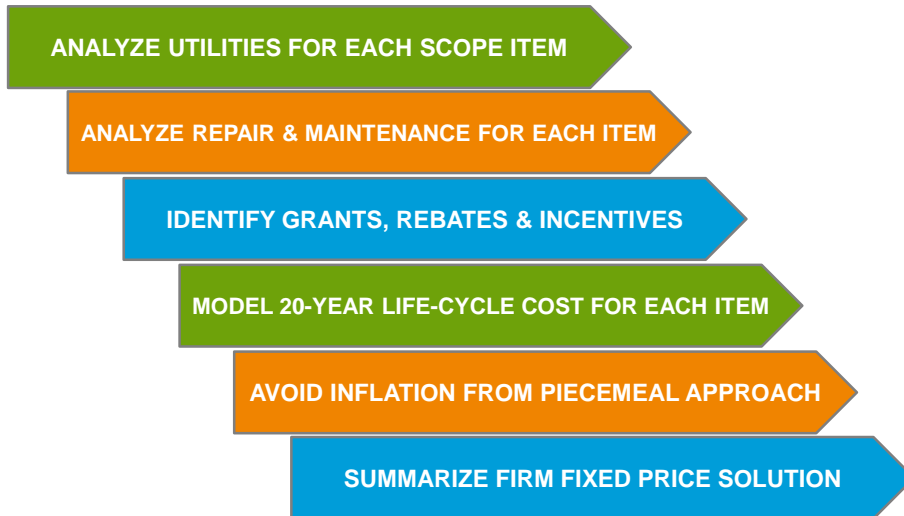 ANALYZE UTILITIES FOR EACH SCOPE ITEM
ANALYZE REPAIR & MAINTENANCE FOR EACH ITEM
IDENTIFY GRANTS, REBATES & INCENTIVES
MODEL 20-YEAR LIFE-CYCLE COST FOR EACH ITEM
AVOID INFLATION FROM PIECEMEAL APPROACH
SUMMARIZE FIRM FIXED PRICE SOLUTION